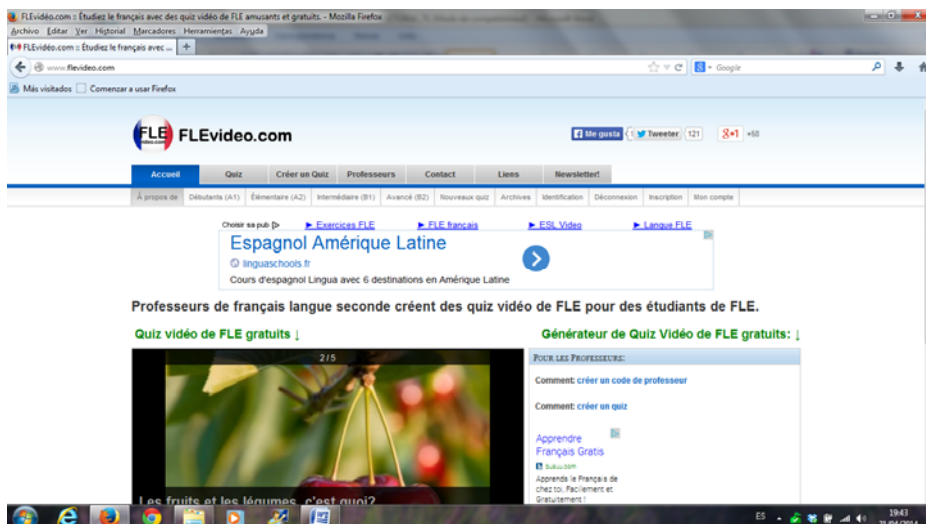 FLEvidéo.com :: Étudiez le français avec des quiz vidéo de FLE amusants et gratuits. - Mozilla Firefox
Archivo Editar Ver Historial Marcadores Herramientas Ayuda
FLEvidéo.com :: Étudiez le français avec ... +
www.flevideo.com
Google
Más visitados Comenzar a usar Firefox
FLE
video.com
FLEvideo.com
Me gusta
Tweeter 121
+1 +60
Accueil Quiz Créer un Quiz Professeurs Contact Liens Newsletter!
À propos de Débutants (A1) Élémentaire (A2) Intermédiaire (B1) Avancé (B2) Nouveaux quiz Archives Identification Déconnexion Inscription Mon compte
Choisir sa pub ► Exercices FLE ► FLE français ► ESL Video ► Langue FLE
Espagnol Amérique Latine
linguaschools.fr
Cours d'espagnol Lingua avec 6 destinations en Amérique Latine
Professeurs de français langue seconde créent des quiz vidéo de FLE pour des étudiants de FLE.
Quiz vidéo de FLE gratuits ↓
Générateur de Quiz Vidéo de FLE gratuits: ↓
2/5
Les fruits et les légumes, c'est quoi?
POUR LES PROFESSEURS:
Comment: créer un code de professeur
Comment: créer un quiz
Apprendre
Français Gratis
Apprends le Français de
chez toi, Facilement et
Gratuitement !
ES
19:43
21/04/2014